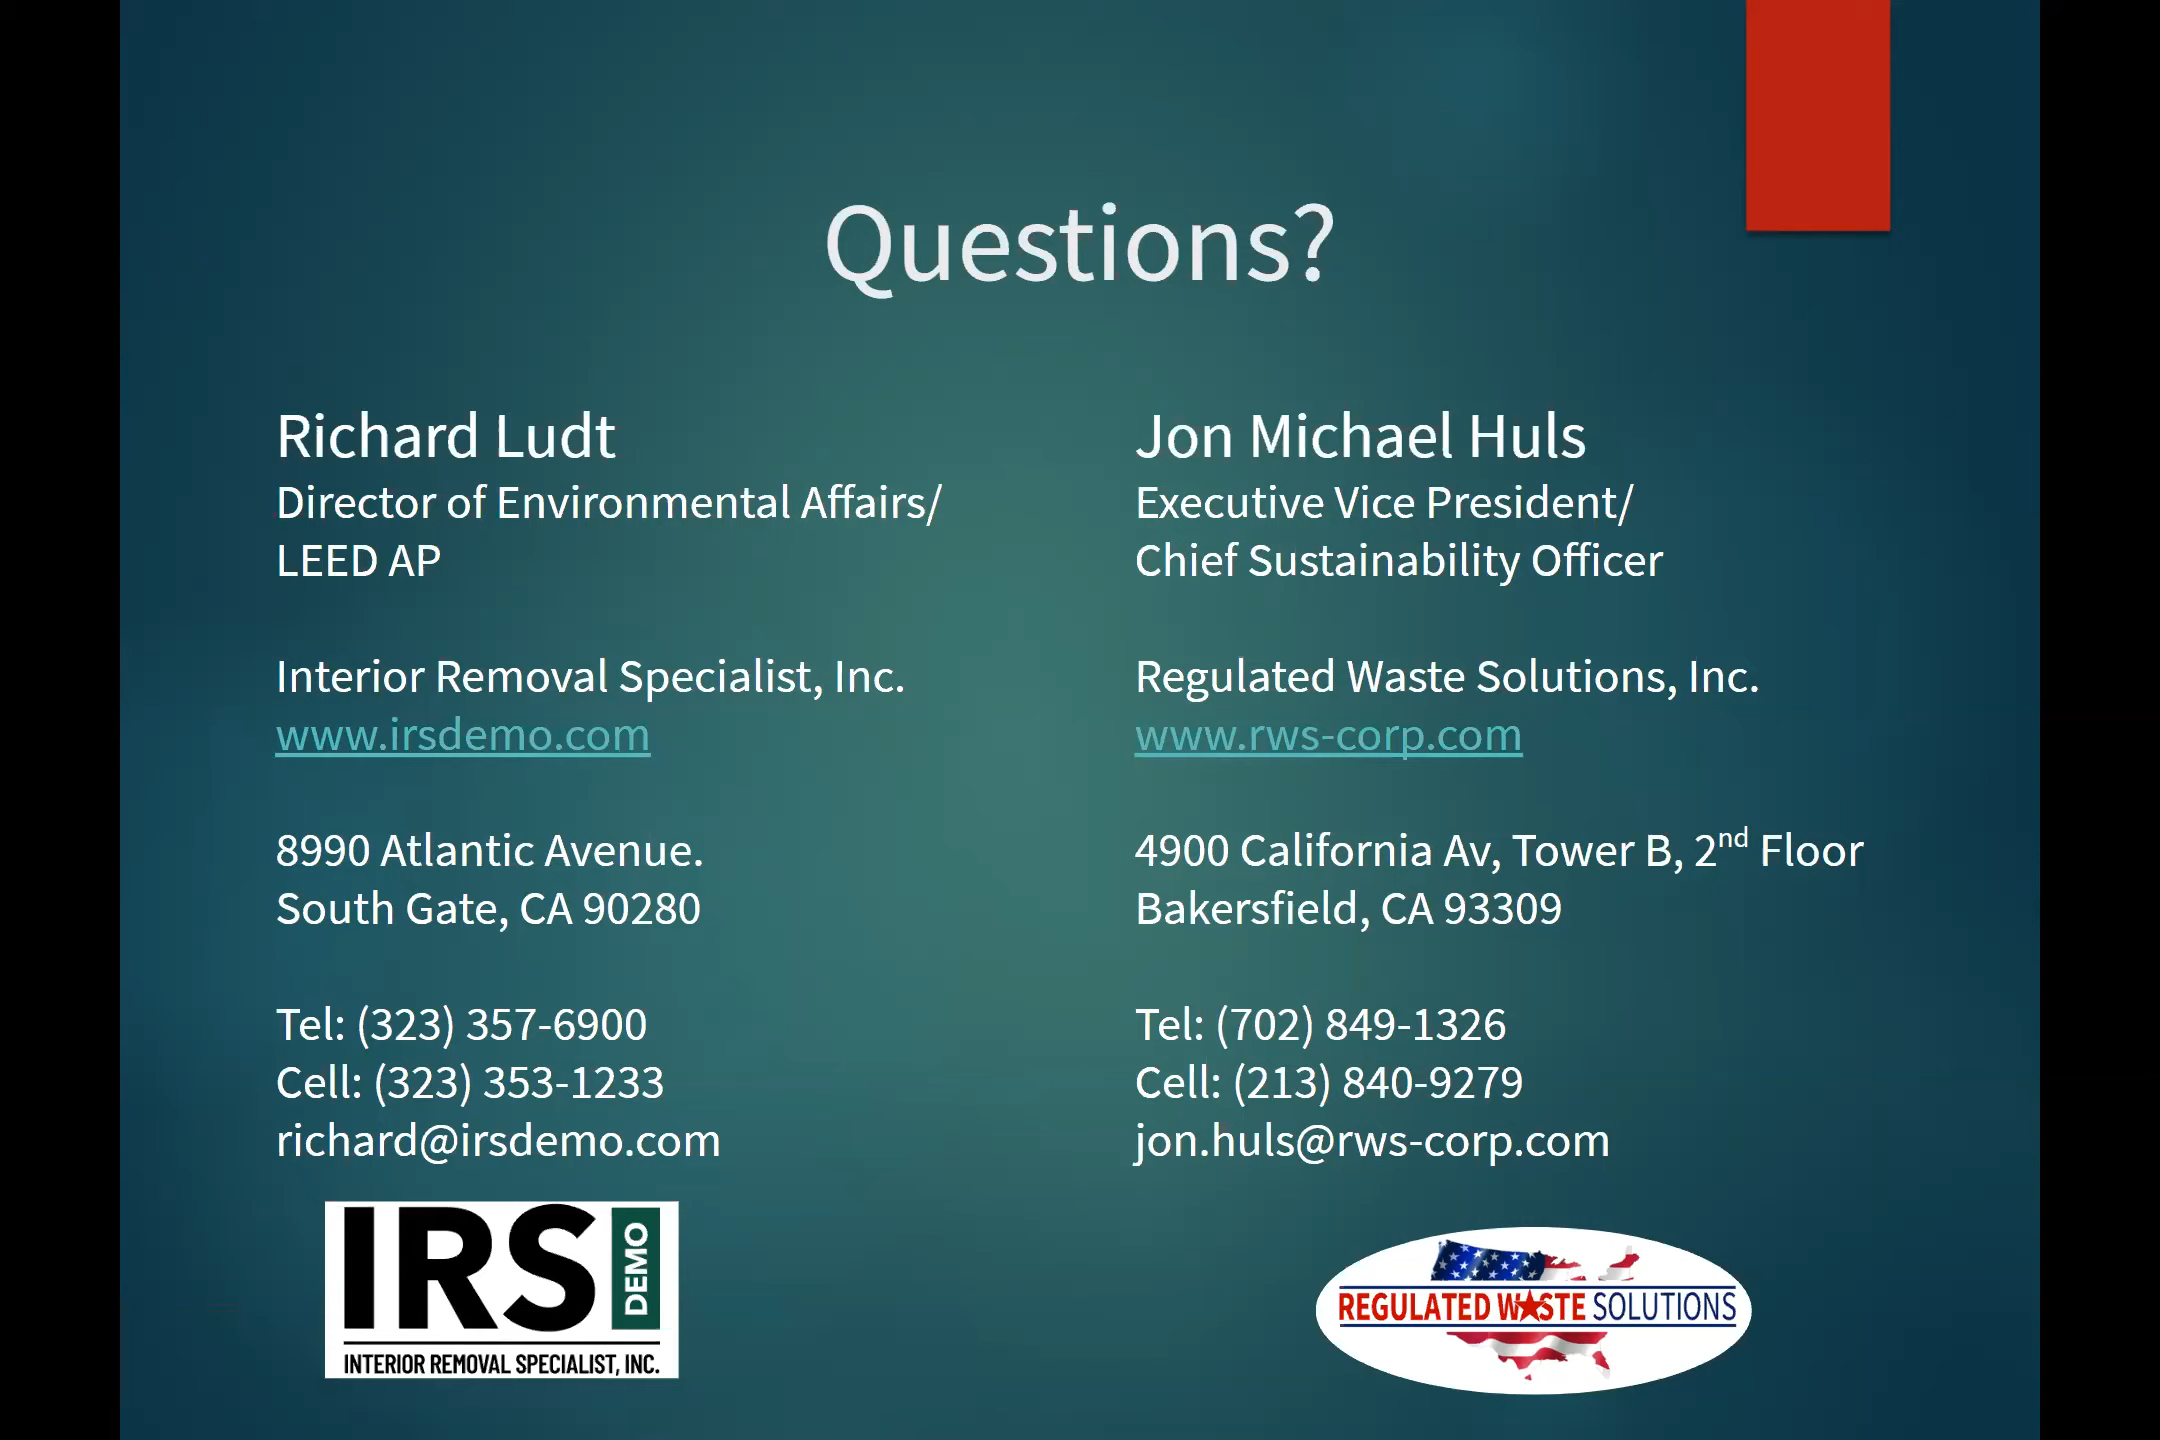 Questions?
Richard Ludt
Director of Environmental Affairs/
LEED AP
Interior Removal Specialist, Inc.
www.irsdemo.com
8990 Atlantic Avenue.
South Gate, CA 90280
Tel: (323) 357-6900
Cell: (323) 353-1233
richard@irsdemo.com
IRS DEMO
INTERIOR REMOVAL SPECIALIST, INC.
Jon Michael Huls
Executive Vice President/
Chief Sustainability Officer
Regulated Waste Solutions, Inc.
www.rws-corp.com
4900 California Av, Tower B, 2nd Floor
Bakersfield, CA 93309
Tel: (702) 849-1326
Cell: (213) 840-9279
jon.huls@rws-corp.com
REGULATED W★STE SOLUTIONS